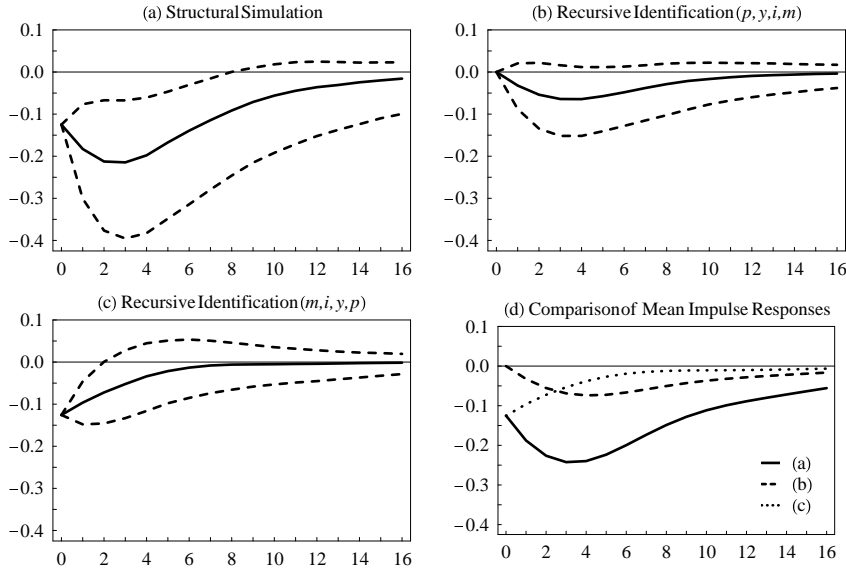 (a) Structural Simulation
0.1
0.0
−0.1
−0.2
−0.3
−0.4
0 2 4 6 8 10 12 14 16
(b) Recursive Identification (p, y, i, m)
0.1
0.0
−0.1
−0.2
−0.3
−0.4
0 2 4 6 8 10 12 14 16
(c) Recursive Identification (m, i, y, p)
0.1
0.0
−0.1
−0.2
−0.3
−0.4
0 2 4 6 8 10 12 14 16
(d) Comparison of Mean Impulse Responses
0.1
0.0
−0.1
−0.2
−0.3
−0.4
(a)
(b)
(c)
0 2 4 6 8 10 12 14 16